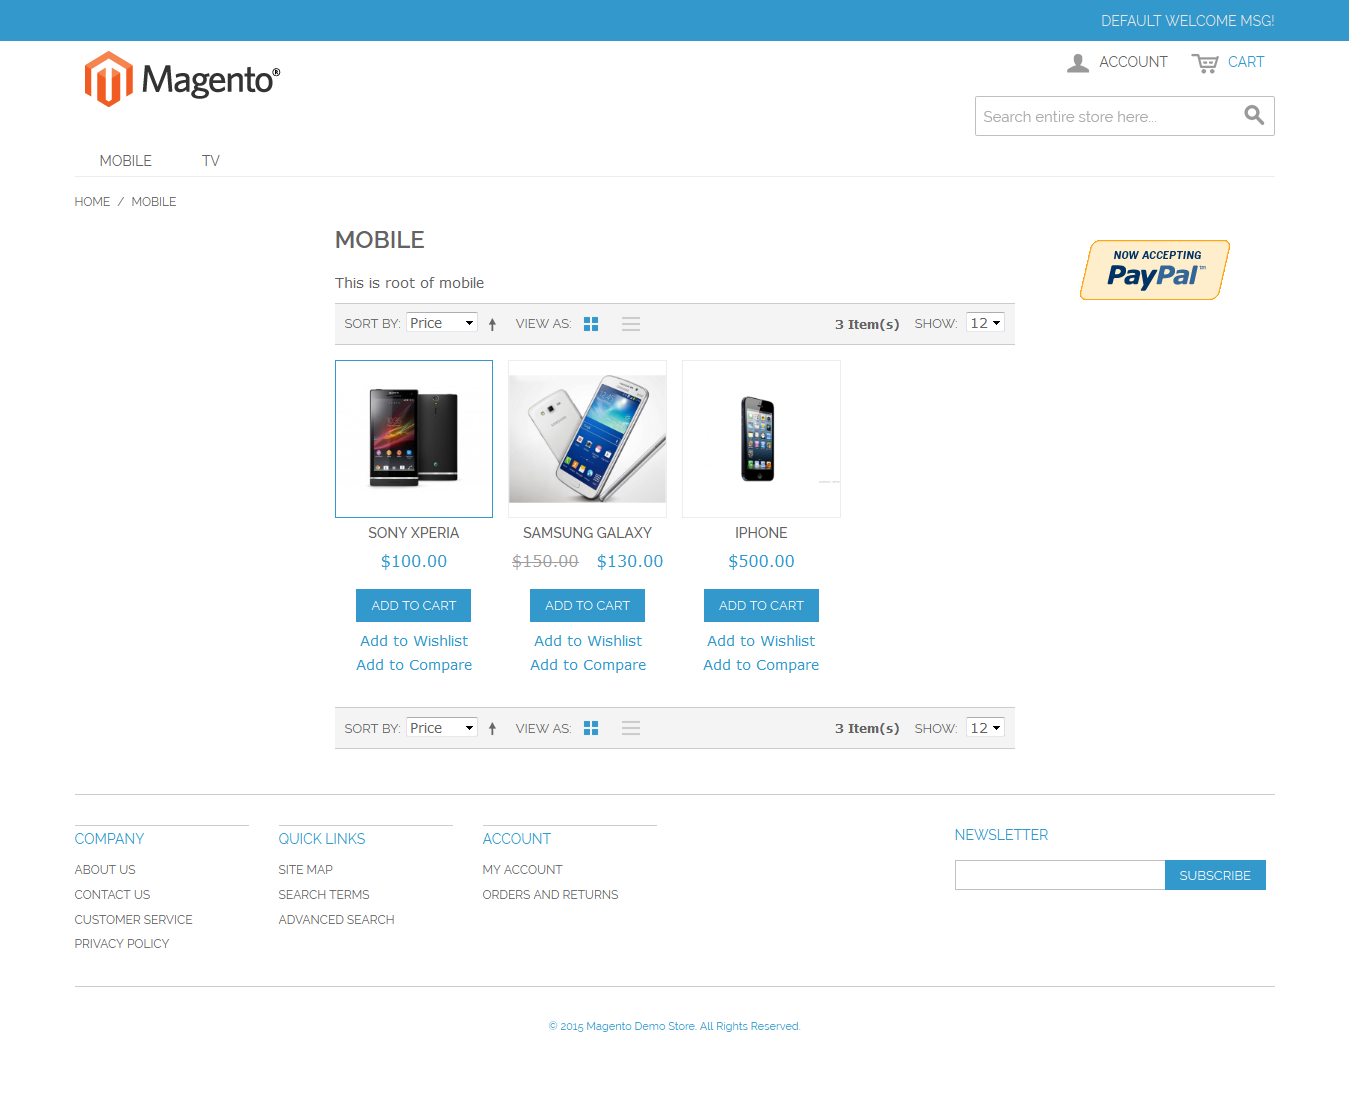 DEFAULT WELCOME MSG!
Magento®
ACCOUNT CART
Search entire store here...
MOBILE TV
HOME / MOBILE
MOBILE
NOW ACCEPTING
PayPal™
This is root of mobile
SORT BY: Price VIEW AS: 3 Item(s) SHOW: 12
SONY XPERIA SAMSUNG GALAXY IPHONE
$100.00 $150.00 $130.00 $500.00
ADD TO CART ADD TO CART ADD TO CART
Add to Wishlist Add to Wishlist Add to Wishlist
Add to Compare Add to Compare Add to Compare
SORT BY: Price VIEW AS: 3 Item(s) SHOW: 12
COMPANY
ABOUT US
CONTACT US
CUSTOMER SERVICE
PRIVACY POLICY
QUICK LINKS
SITE MAP
SEARCH TERMS
ADVANCED SEARCH
ACCOUNT
MY ACCOUNT
ORDERS AND RETURNS
NEWSLETTER
SUBSCRIBE
© 2015 Magento Demo Store. All Rights Reserved.